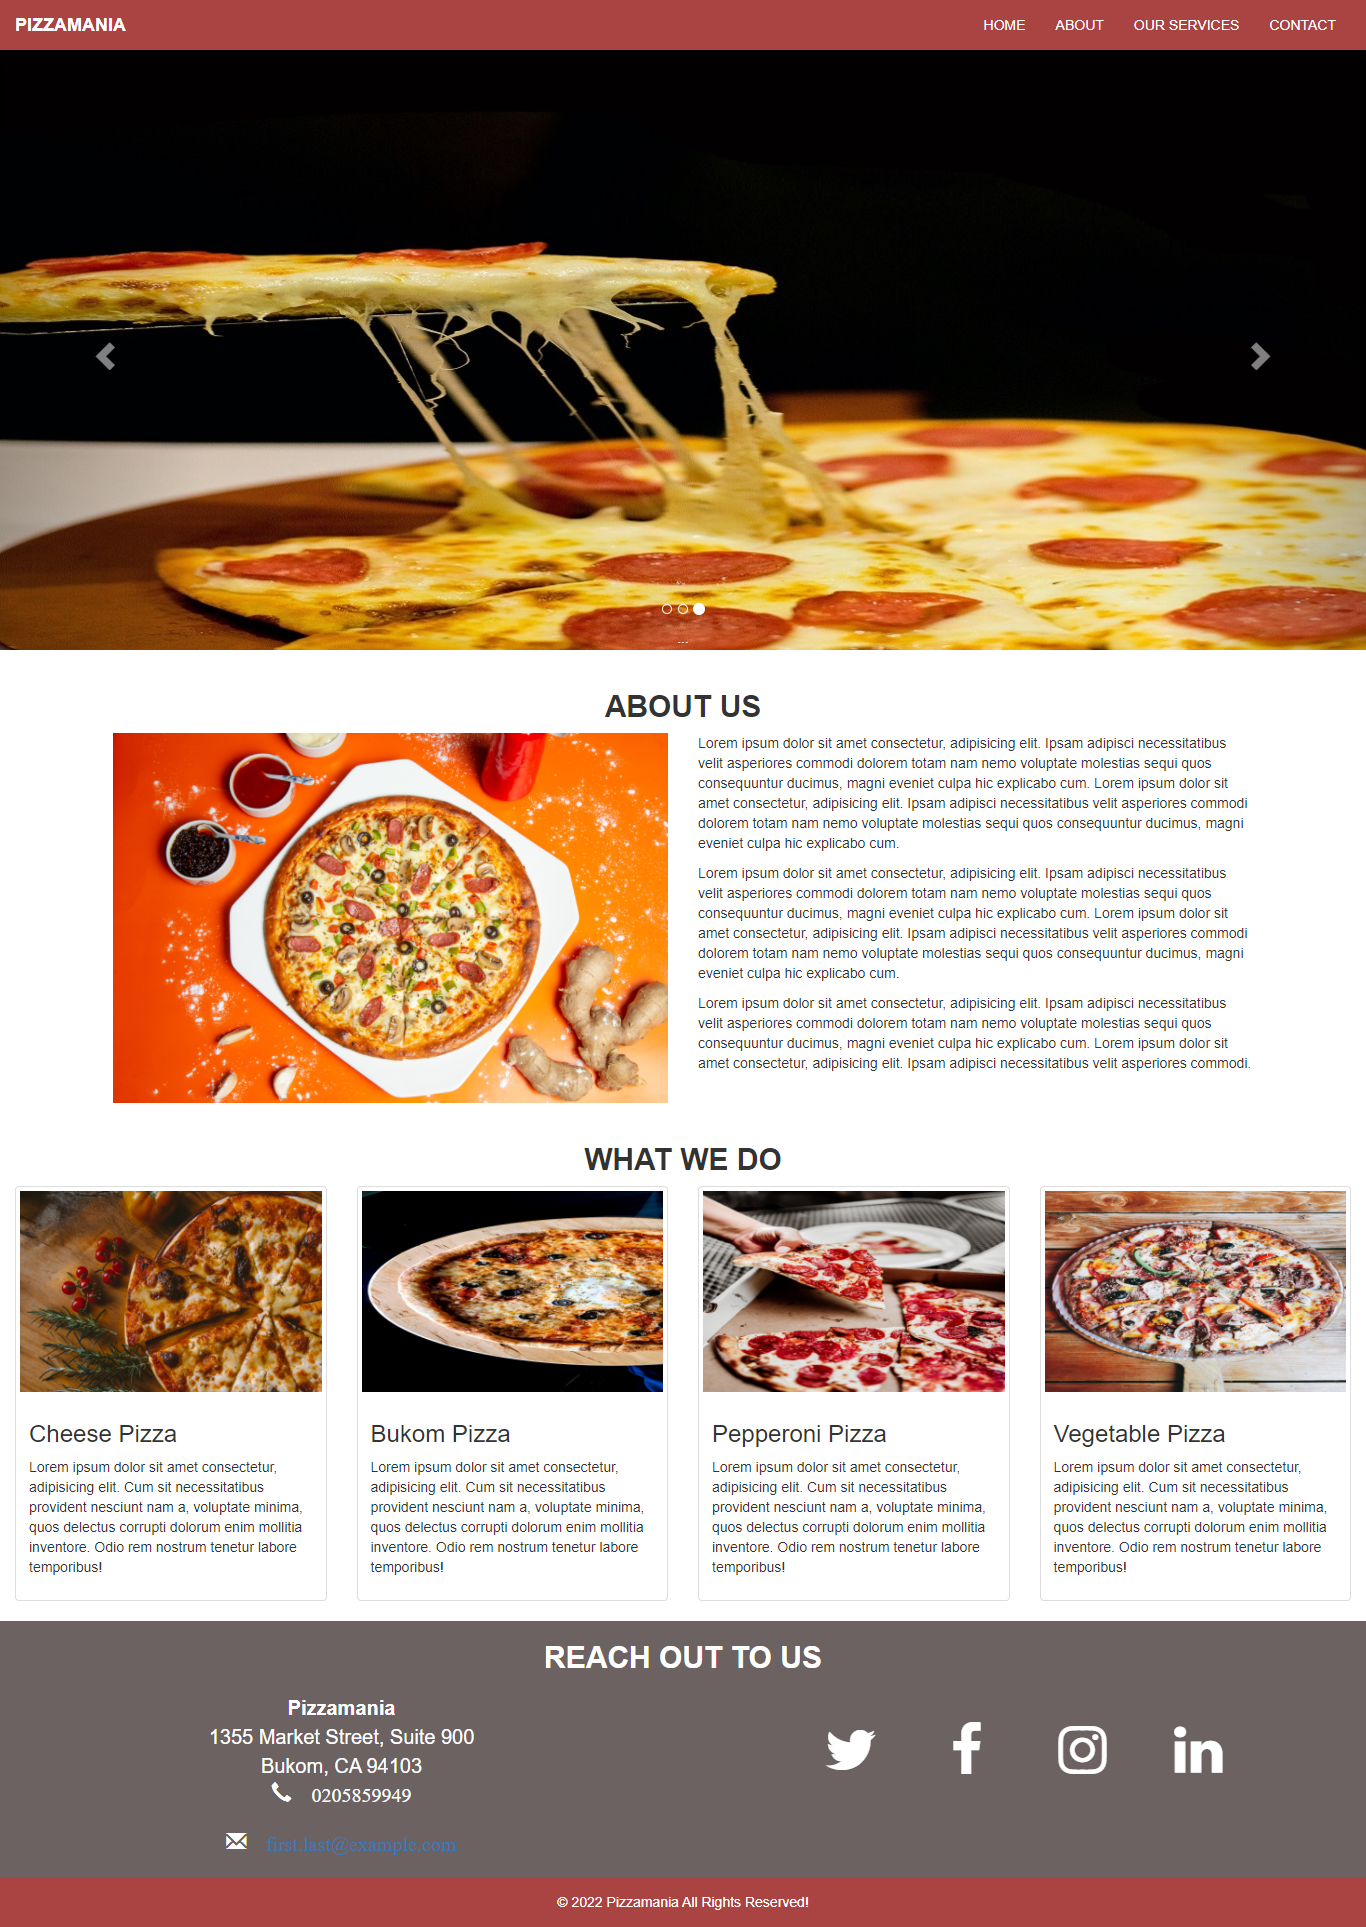 PIZZAMANIA
HOME ABOUT OUR SERVICES CONTACT
...
ABOUT US
Lorem ipsum dolor sit amet consectetur, adipisicing elit. Ipsam adipisci necessitatibus
velit asperiores commodi dolorem totam nam nemo voluptate molestias sequi quos
consequuntur ducimus, magni eveniet culpa hic explicabo cum. Lorem ipsum dolor sit
amet consectetur, adipisicing elit. Ipsam adipisci necessitatibus velit asperiores commodi
dolorem totam nam nemo voluptate molestias sequi quos consequuntur ducimus, magni
eveniet culpa hic explicabo cum.
Lorem ipsum dolor sit amet consectetur, adipisicing elit. Ipsam adipisci necessitatibus
velit asperiores commodi dolorem totam nam nemo voluptate molestias sequi quos
consequuntur ducimus, magni eveniet culpa hic explicabo cum. Lorem ipsum dolor sit
amet consectetur, adipisicing elit. Ipsam adipisci necessitatibus velit asperiores commodi
dolorem totam nam nemo voluptate molestias sequi quos consequuntur ducimus, magni
eveniet culpa hic explicabo cum.
Lorem ipsum dolor sit amet consectetur, adipisicing elit. Ipsam adipisci necessitatibus
velit asperiores commodi dolorem totam nam nemo voluptate molestias sequi quos
consequuntur ducimus, magni eveniet culpa hic explicabo cum. Lorem ipsum dolor sit
amet consectetur, adipisicing elit. Ipsam adipisci necessitatibus velit asperiores commodi.
WHAT WE DO
Cheese Pizza
Lorem ipsum dolor sit amet consectetur,
adipisicing elit. Cum sit necessitatibus
provident nesciunt nam a, voluptate minima,
quos delectus corrupti dolorum enim mollitia
inventore. Odio rem nostrum tenetur labore
temporibus!
Bukom Pizza
Lorem ipsum dolor sit amet consectetur,
adipisicing elit. Cum sit necessitatibus
provident nesciunt nam a, voluptate minima,
quos delectus corrupti dolorum enim mollitia
inventore. Odio rem nostrum tenetur labore
temporibus!
Pepperoni Pizza
Lorem ipsum dolor sit amet consectetur,
adipisicing elit. Cum sit necessitatibus
provident nesciunt nam a, voluptate minima,
quos delectus corrupti dolorum enim mollitia
inventore. Odio rem nostrum tenetur labore
temporibus!
Vegetable Pizza
Lorem ipsum dolor sit amet consectetur,
adipisicing elit. Cum sit necessitatibus
provident nesciunt nam a, voluptate minima,
quos delectus corrupti dolorum enim mollitia
inventore. Odio rem nostrum tenetur labore
temporibus!
REACH OUT TO US
Pizzamania
1355 Market Street, Suite 900
Bukom, CA 94103
0205859949
first.last@example.com
© 2022 Pizzamania All Rights Reserved!